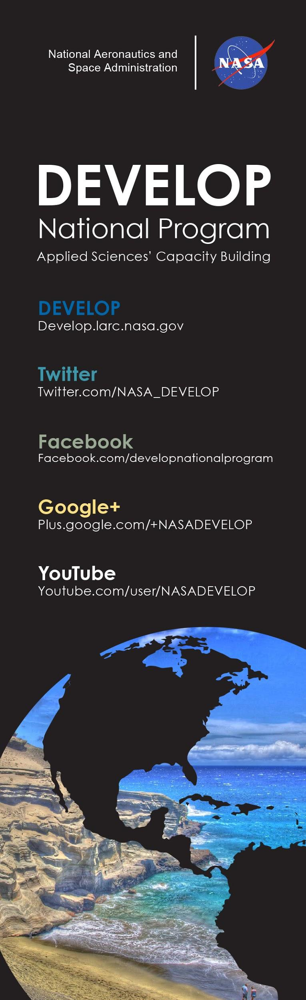 National Aeronautics and
Space Administration
NASA
DEVELOP
National Program
Applied Sciences’ Capacity Building
DEVELOP
Develop.larc.nasa.gov
Twitter
Twitter.com/NASA_DEVELOP
Facebook
Facebook.com/developnationalprogram
Google+
Plus.google.com/+NASADEVELOP
YouTube
Youtube.com/user/NASADEVELOP